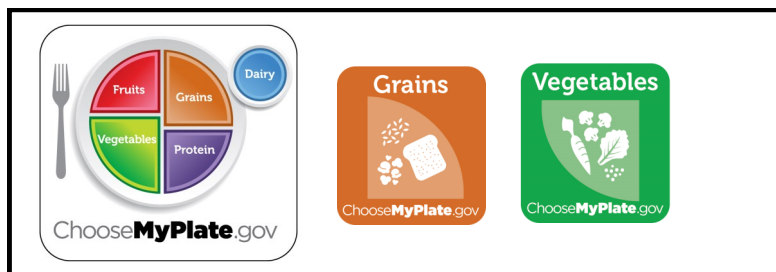 Fruits
Grains
Dairy
Vegetables
Protein
ChooseMyPlate.gov
Grains
ChooseMyPlate.gov
Vegetables
ChooseMyPlate.gov